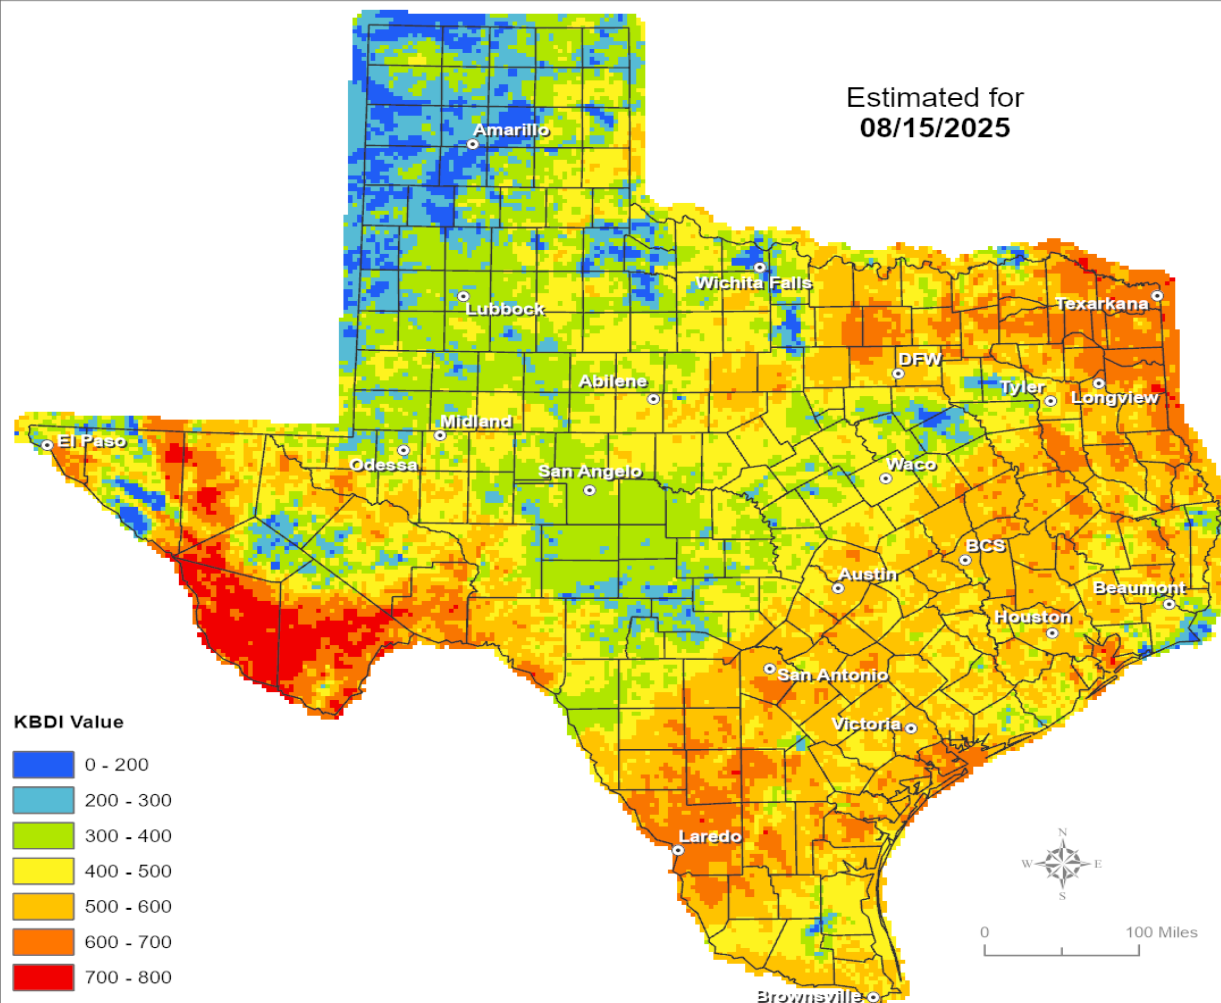 Estimated for
08/15/2025
Amarillo
Wichita Falls
Texarkana
Lubbock
DFW
Abilene
Tyler
Longview
Midland
El Paso
Odessa
San Angelo
Waco
BCS
Austin
Beaumont
Houston
San Antonio
Victoria
KBDI Value
0 - 200
200 - 300
300 - 400
400 - 500
500 - 600
600 - 700
700 - 800
Laredo
N
W E
S
0 100 Miles
Brownsville